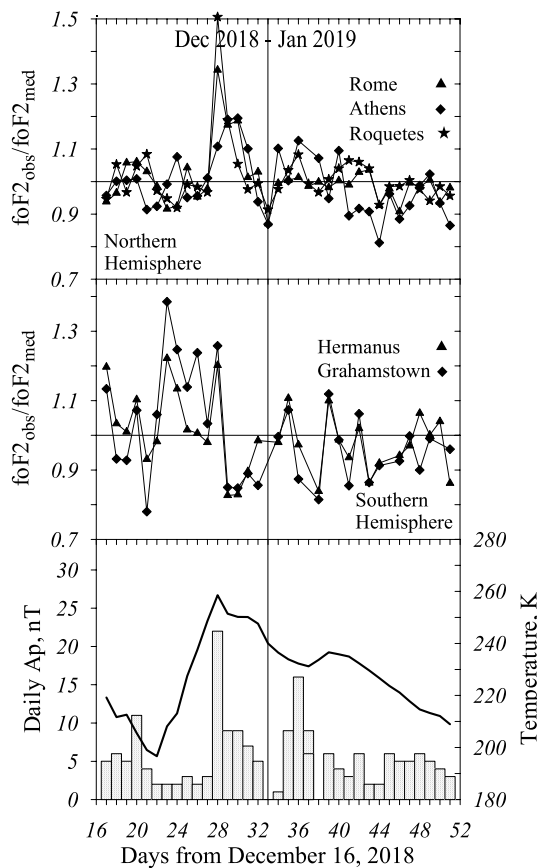 Dec 2018 - Jan 2019
1.5
1.3
1.1
0.9
0.7
foF2obs/foF2med
Rome
Athens
Roquetes
Northern
Hemisphere
1.3
1.1
0.9
0.7
foF2obs/foF2med
Hermanus
Grahamstown
Southern
Hemisphere
30
25
20
15
10
5
0
Daily Ap, nT
280
260
240
220
200
180
Temperature, K
16 20 24 28 32 36 40 44 48 52
Days from December 16, 2018